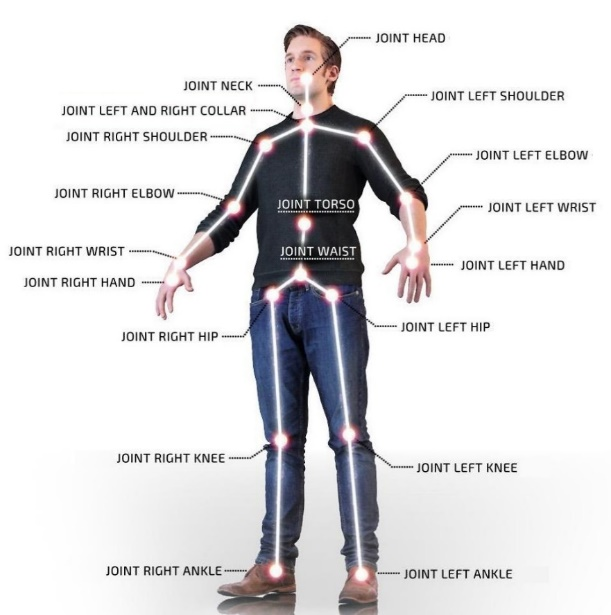 JOINT HEAD
JOINT NECK
JOINT LEFT SHOULDER
JOINT LEFT AND RIGHT COLLAR
JOINT RIGHT SHOULDER
JOINT LEFT ELBOW
JOINT RIGHT ELBOW
JOINT TORSO
JOINT LEFT WRIST
JOINT RIGHT WRIST
JOINT WAIST
JOINT LEFT HAND
JOINT RIGHT HAND
JOINT RIGHT HIP
JOINT LEFT HIP
JOINT RIGHT KNEE
JOINT LEFT KNEE
JOINT RIGHT ANKLE
JOINT LEFT ANKLE